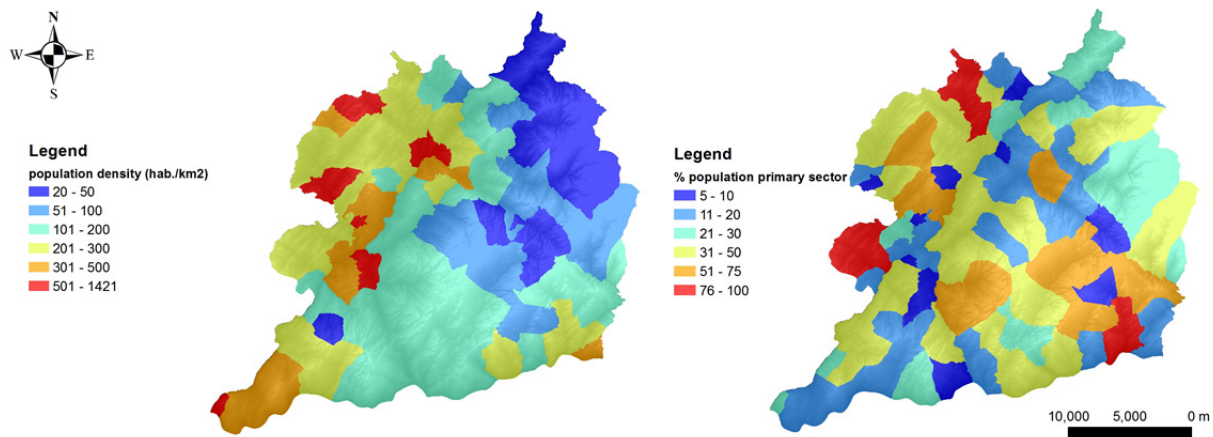 N
W E
S
Legend
population density (hab./km2)
20 - 50
51 - 100
101 - 200
201 - 300
301 - 500
501 - 1421
Legend
% population primary sector
5 - 10
11 - 20
21 - 30
31 - 50
51 - 75
76 - 100
10,000 5,000 0 m